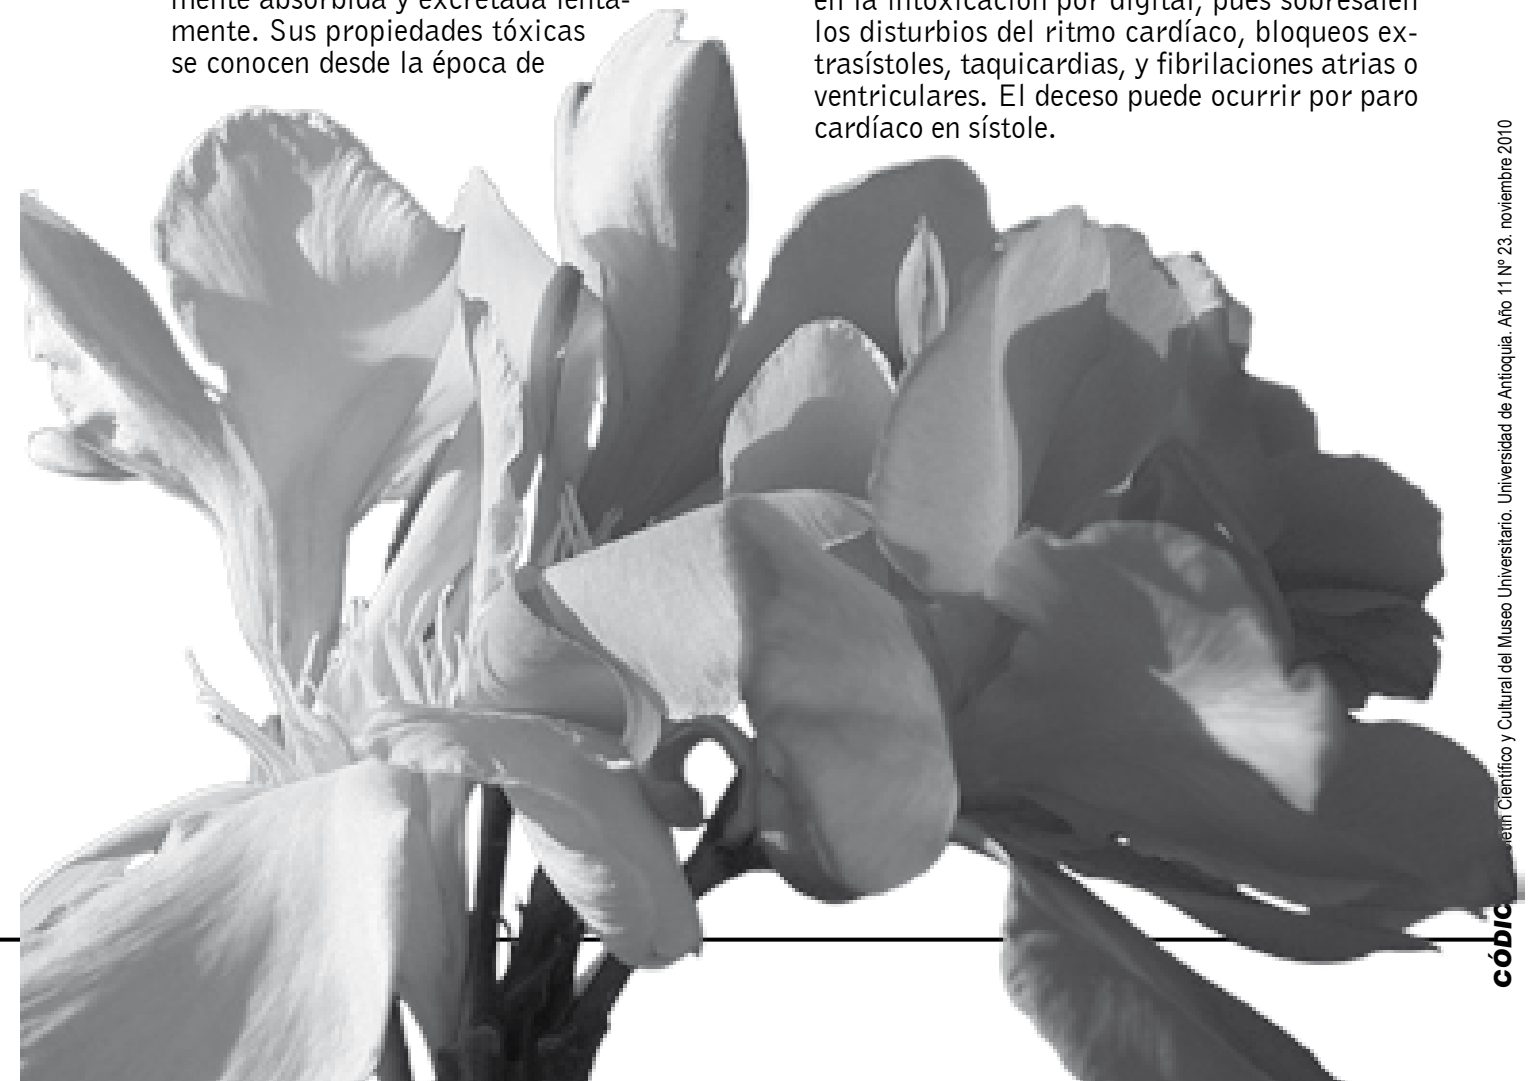 mente absorbida y excretada lenta-
mente. Sus propiedades tóxicas
se conocen desde la época de
en la intoxicación por digital, pues sobresalen
los disturbios del ritmo cardíaco, bloqueos ex-
trasístoles, taquicardias, y fibrilaciones atrias o
ventriculares. El deceso puede ocurrir por paro
cardíaco en sístole.
Científico y Cultural del Museo Universitario. Universidad de Antioquia. Año 11 Nº 23. noviembre 2010